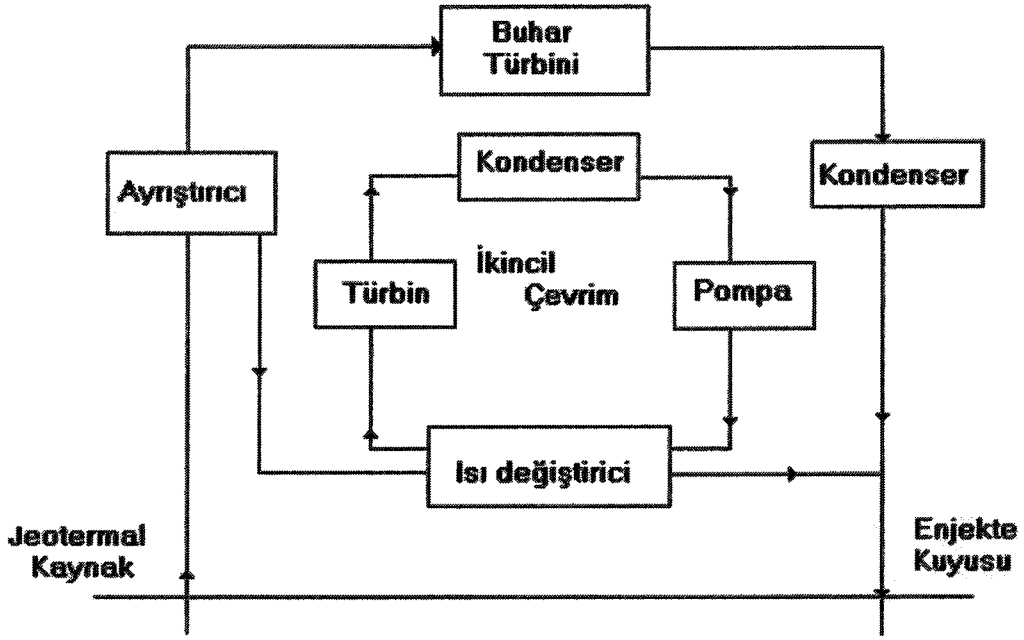 Buhar
Türbini
Kondenser
Kondenser
Ayrıştırıcı
İkincil
Çevrim
Türbin
Pompa
Isı değiştirici
Jeotermal
Kaynak
Enjekte
Kuyusu